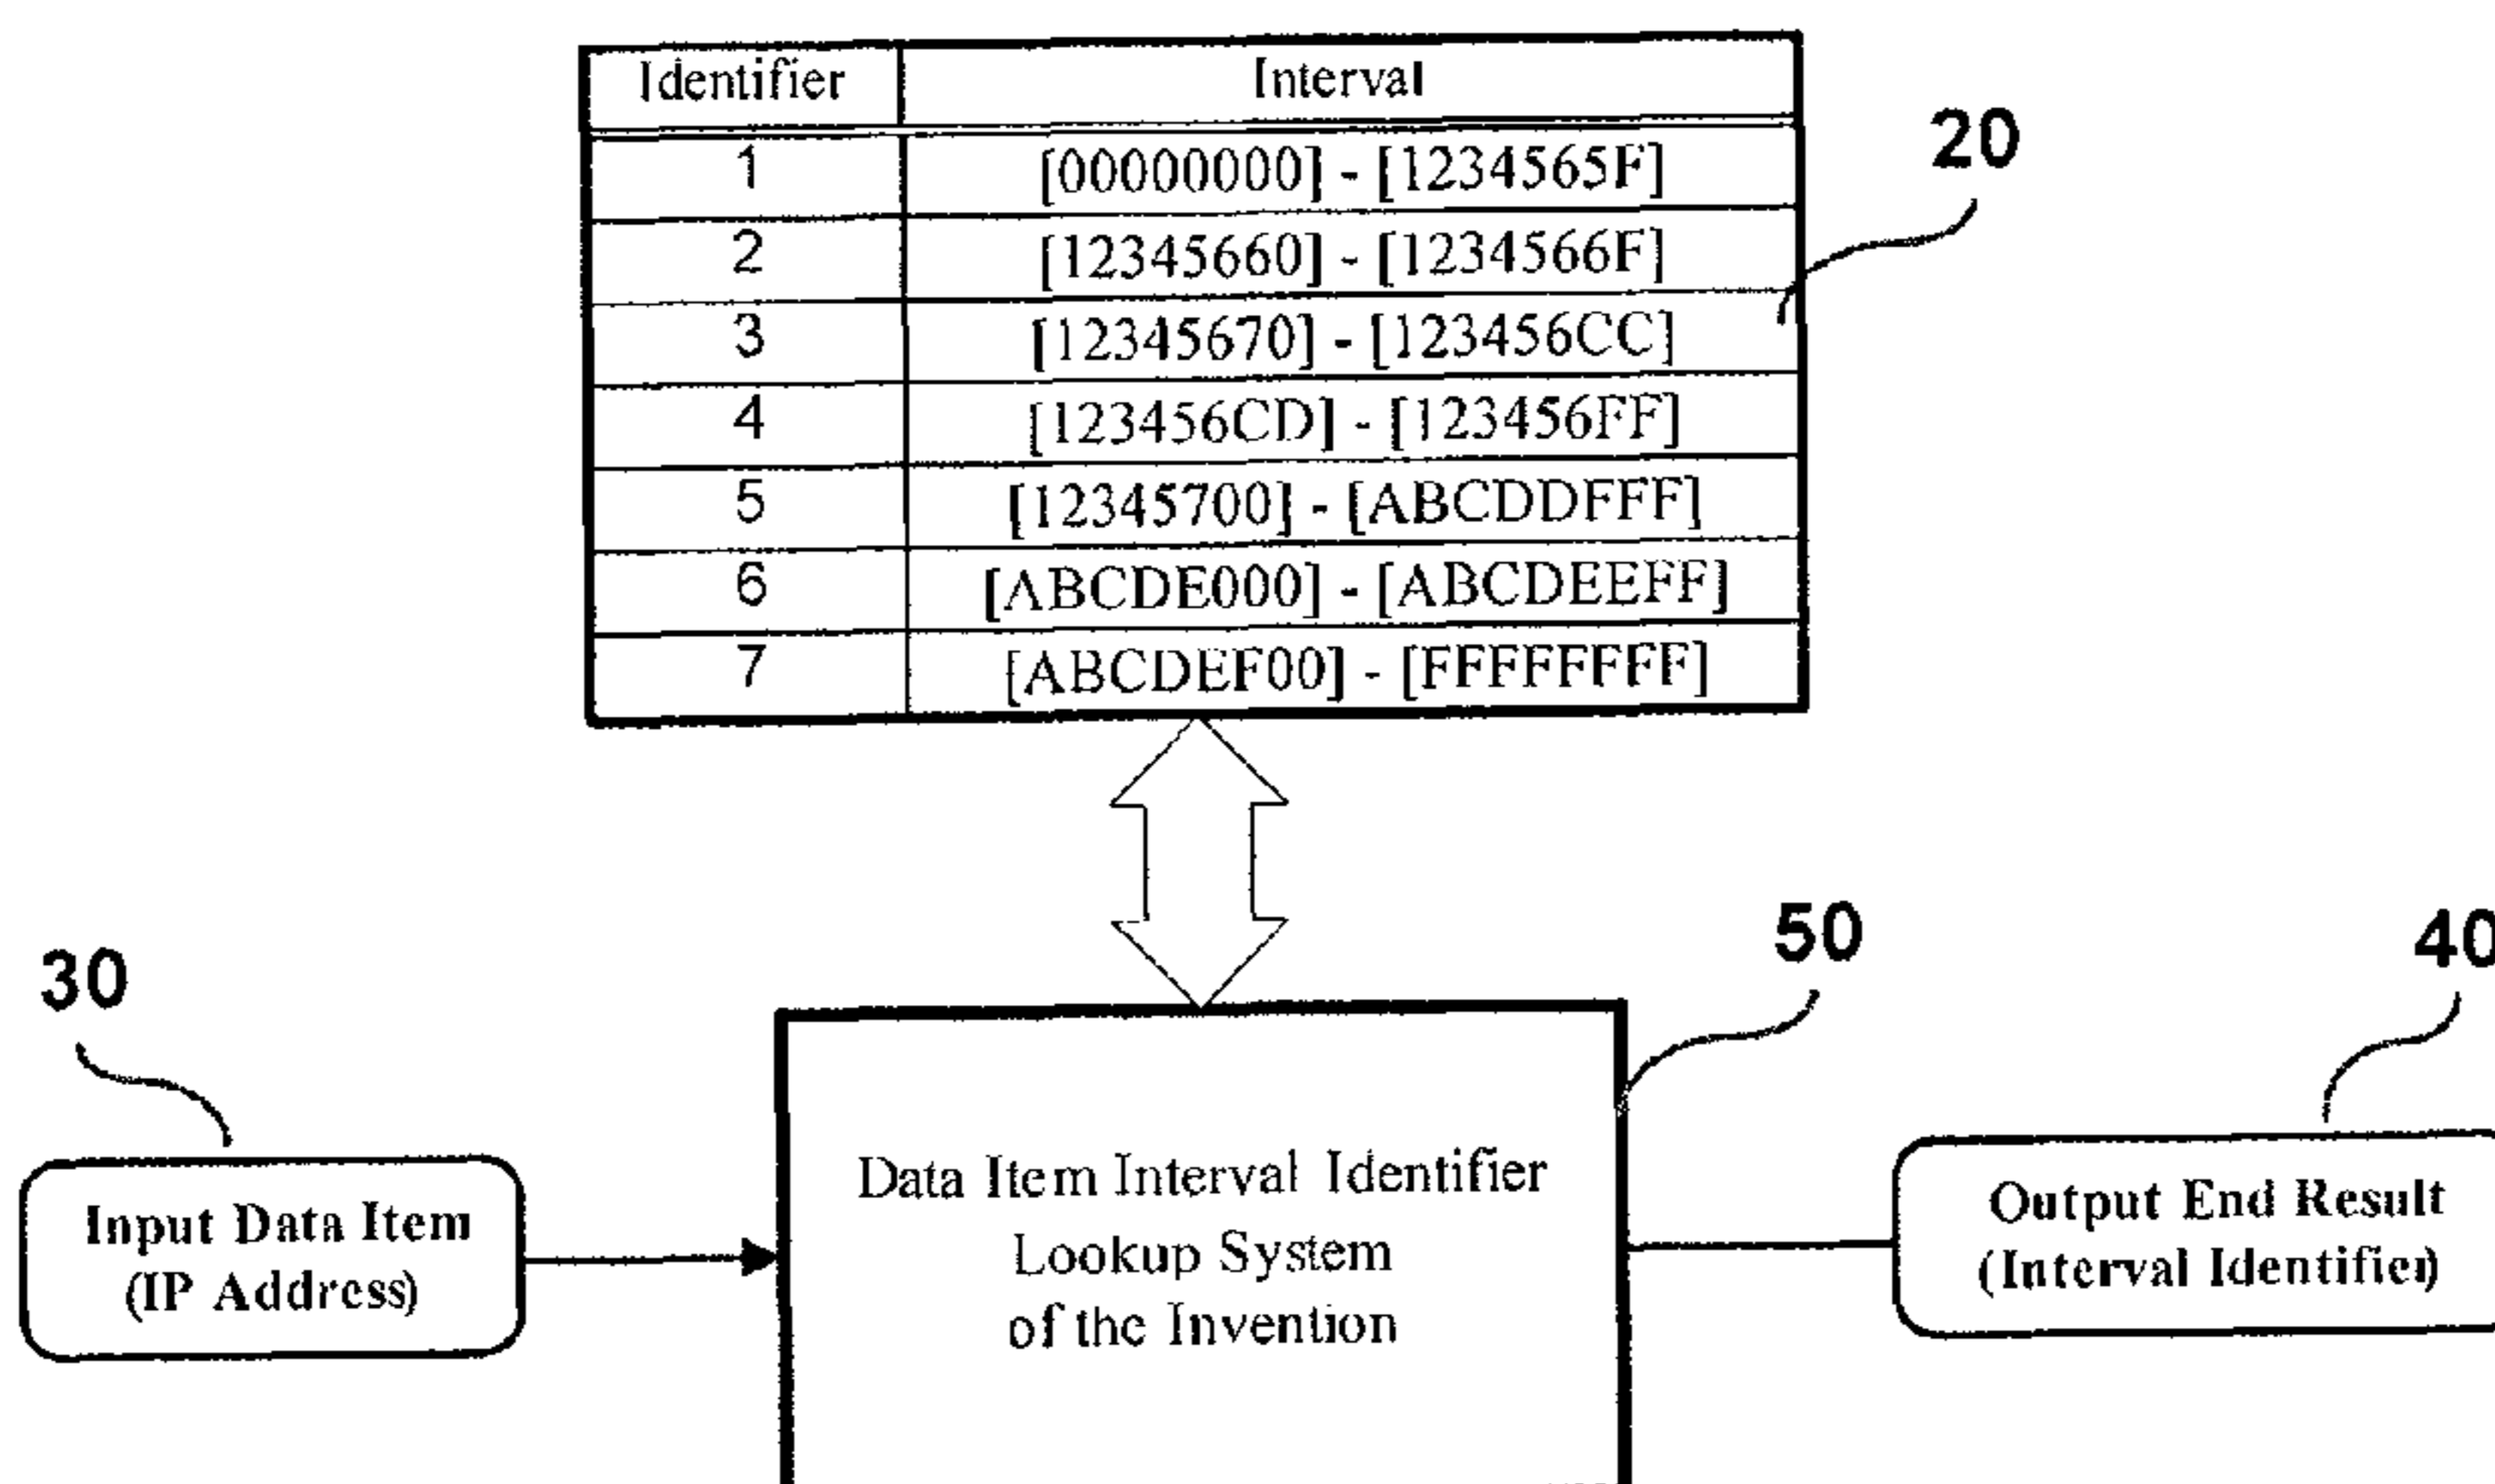 Identifier Interval
1 [00000000] - [1234565F]
20
2 [12345660] - [1234566F]
3 [12345670] - [123456CC]
4 [123456CD] - [123456FF]
5 [12345700] - [ABCDDFFF]
6 [ABCDE000] - [ABCDEEFF]
7 [ABCDEF00] - [FFFFFFFF]
30
50
40
Input Data Item
(IP Address)
Data Item Interval Identifier
Lookup System
of the Invention
Output End Result
(Interval Identifier)